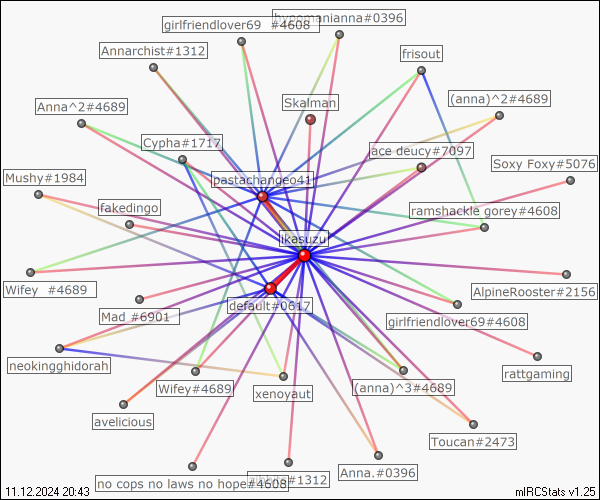 girlfriendlover69 #4608
hypomanianna#0396
Annarchist#1312
frisout
Anna^2#4689
Skalman
(anna)^2#4689
Cypha#1717
ace deucy#7097
Soxy Foxy#5076
Mushy#1984
pastachangeo41
fakedingo
ramshackle gorey#4608
ikasuzu
Wifey #4689
AlpineRooster#2156
default#0617
Mad #6901
girlfriendlover69#4608
neokingghidorah
rattgaming
Wifey#4689
xenoyaut
(anna)^3#4689
avelicious
Toucan#2473
no cops no laws no hope#4608
#1312
Anna.#0396
11.12.2024 20:43
mIRCStats v1.25